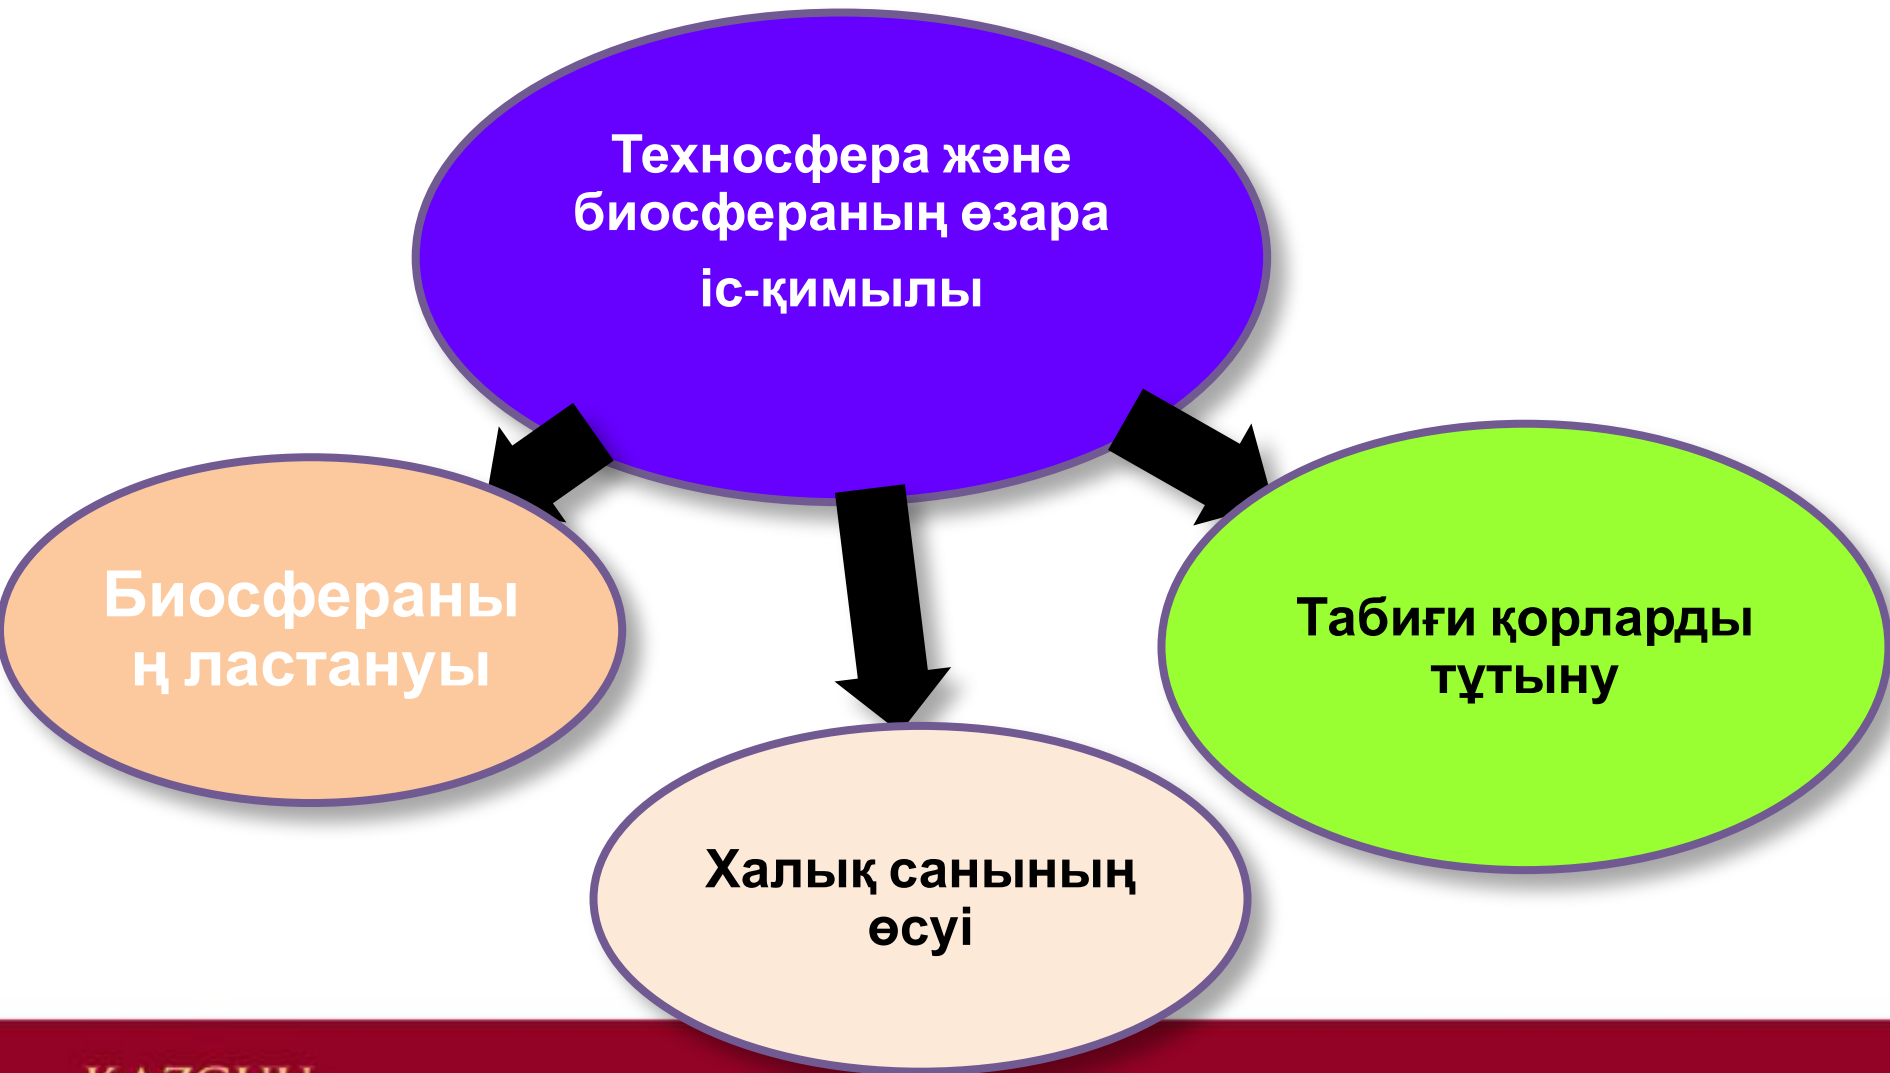 Техносфера және
биосфераның өзара
іс-қимылы
Биосфераны
ң ластануы
Табиғи қорларды
тұтыну
Халық санының
өсуі